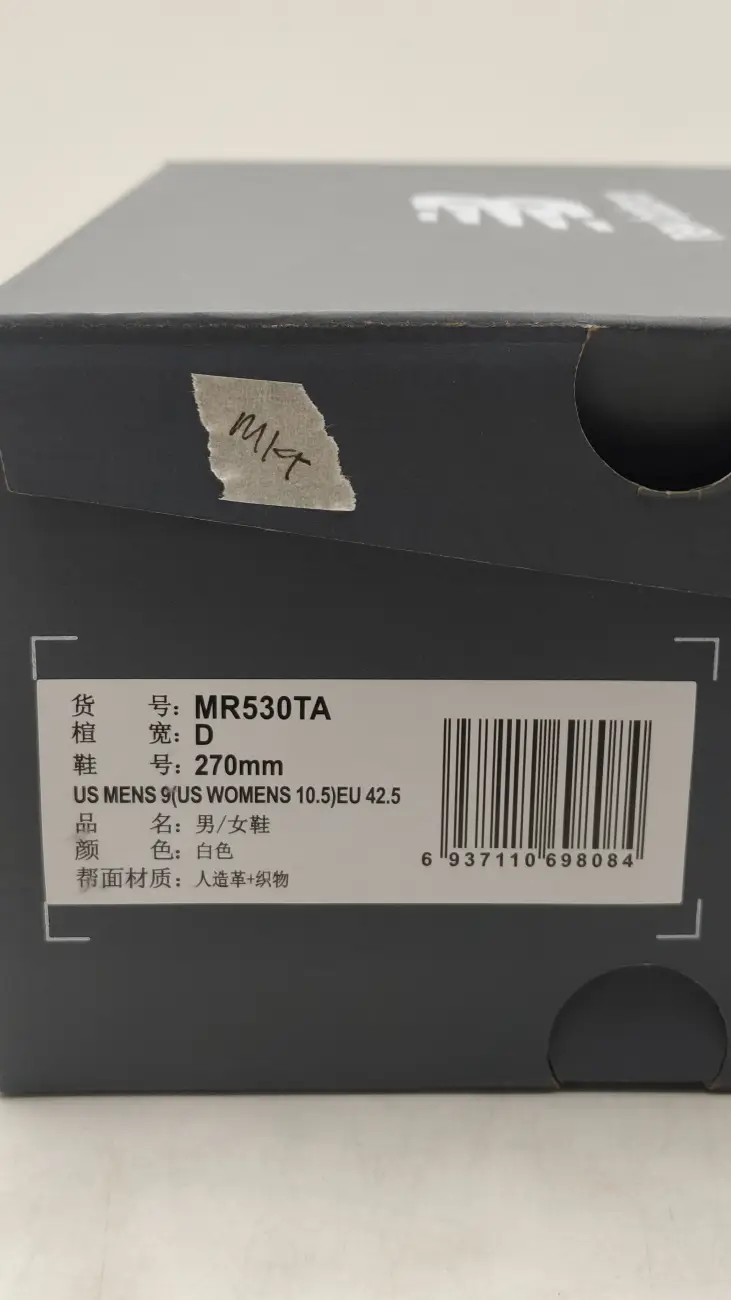 Mkt
货 号: MR530TA
楦 宽: D
鞋 号: 270mm
US MENS 9(US WOMENS 10.5)EU 42.5
品 名: 男/女鞋
颜 色: 白色
帮面材质: 人造革+织物
6 937110 698084